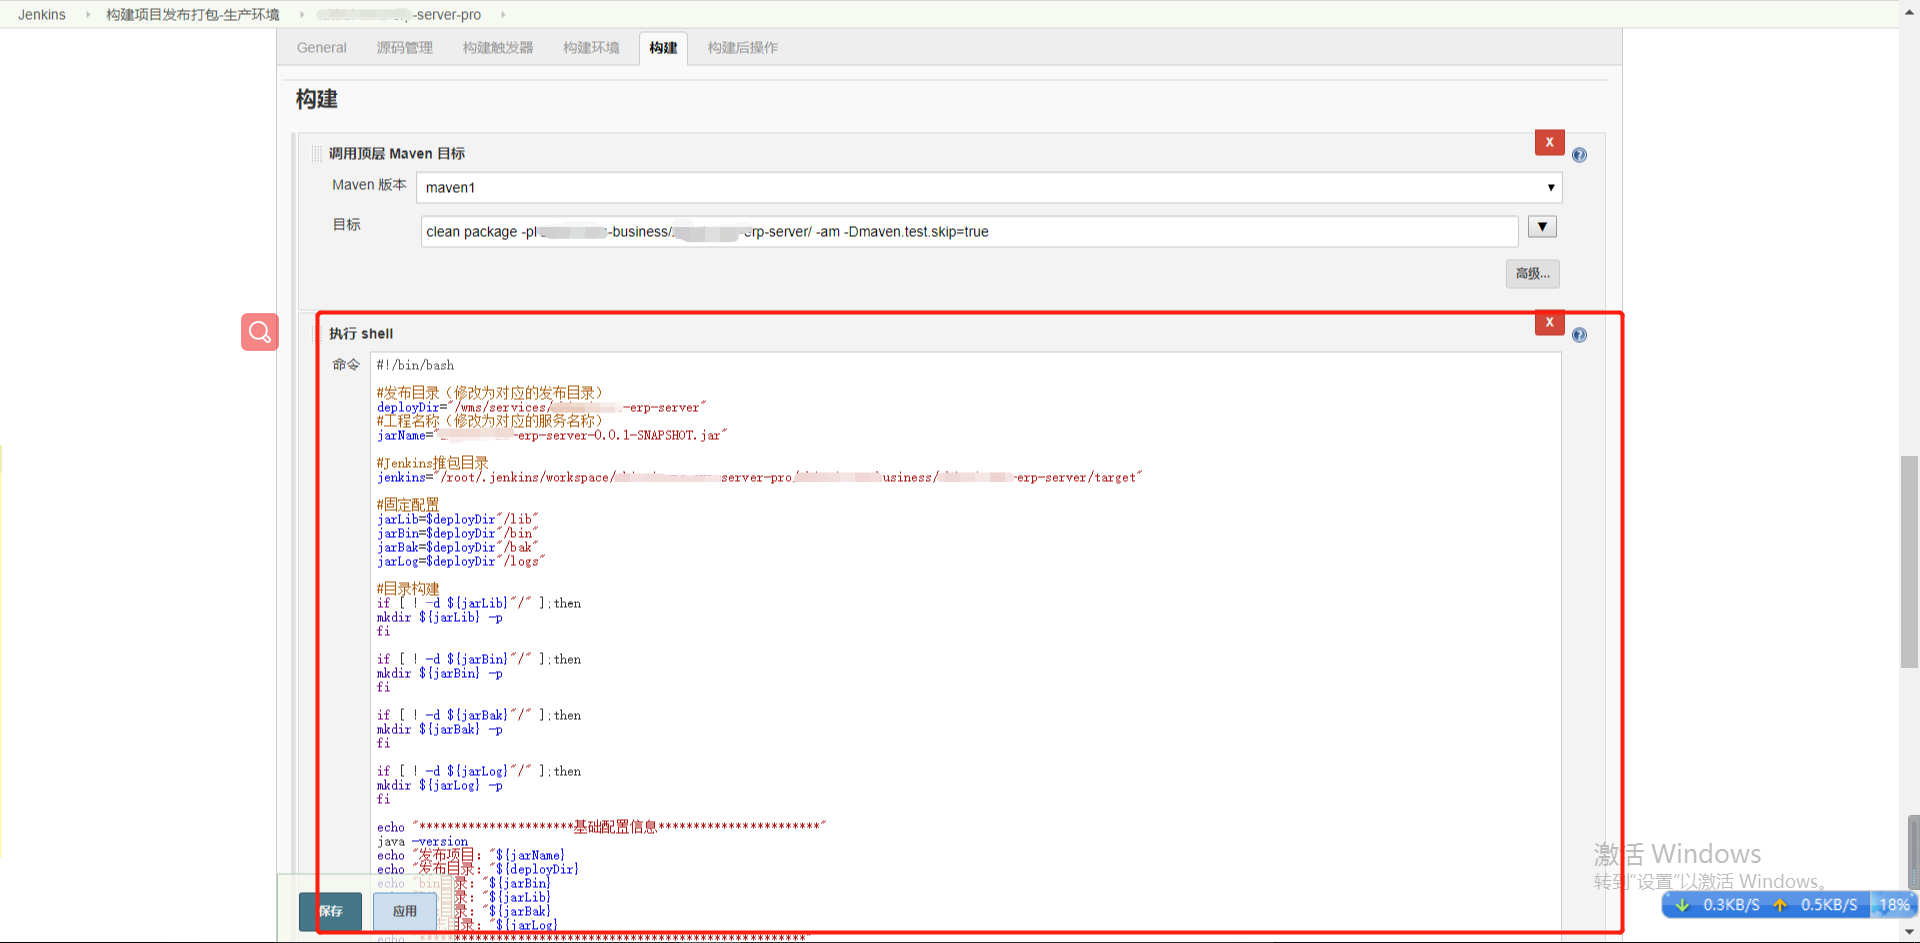 Jenkins 构建项目发布打包-生产环境 -server-pro
General 源码管理 构建触发器 构建环境 构建 构建后操作
构建
调用顶层 Maven 目标
X
Maven 版本 maven1
目标 clean package -pl -business/ -erp-server/ -am -Dmaven.test.skip=true
高级...
执行 shell
X
命令 #!/bin/bash
#发布目录（修改为对应的发布目录）
deployDir="/wms/services/ -erp-server"
#工程名称（修改为对应的服务名称）
jarName=" -erp-server-0.0.1-SNAPSHOT.jar"
#Jenkins推包目录
jenkins="/root/.jenkins/workspace/ server-pro/ usiness/ -erp-server/target"
#固定配置
jarLib=$deployDir"/lib"
jarBin=$deployDir"/bin"
jarBak=$deployDir"/bak"
jarLog=$deployDir"/logs"
#目录构建
if [ ! -d ${jarLib}"/" ];then
mkdir ${jarLib} -p
fi
if [ ! -d ${jarBin}"/" ];then
mkdir ${jarBin} -p
fi
if [ ! -d ${jarBak}"/" ];then
mkdir ${jarBak} -p
fi
if [ ! -d ${jarLog}"/" ];then
mkdir ${jarLog} -p
fi
echo "**********************基础配置信息***********************"
java -version
echo "发布项目: "${jarName}
echo "发布目录: "${deployDir}
echo "bin目录: "${jarBin}
录: "${jarLib}
录: "${jarBak}
目录: "${jarLog}
保存 应用
激活 Windows
转到“设置”以激活 Windows。
0.3KB/S 0.5KB/S 18%